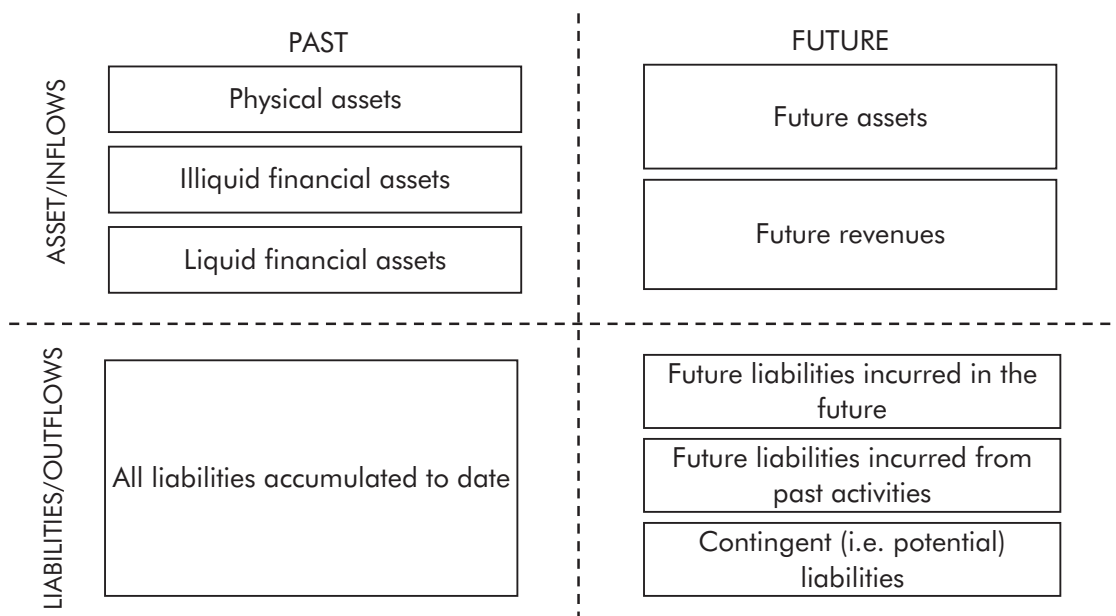 PAST
FUTURE
ASSET/INFLOWS
Physical assets
Illiquid financial assets
Liquid financial assets
Future assets
Future revenues
LIABILITIES/OUTFLOWS
All liabilities accumulated to date
Future liabilities incurred in the
future
Future liabilities incurred from
past activities
Contingent (i.e. potential)
liabilities